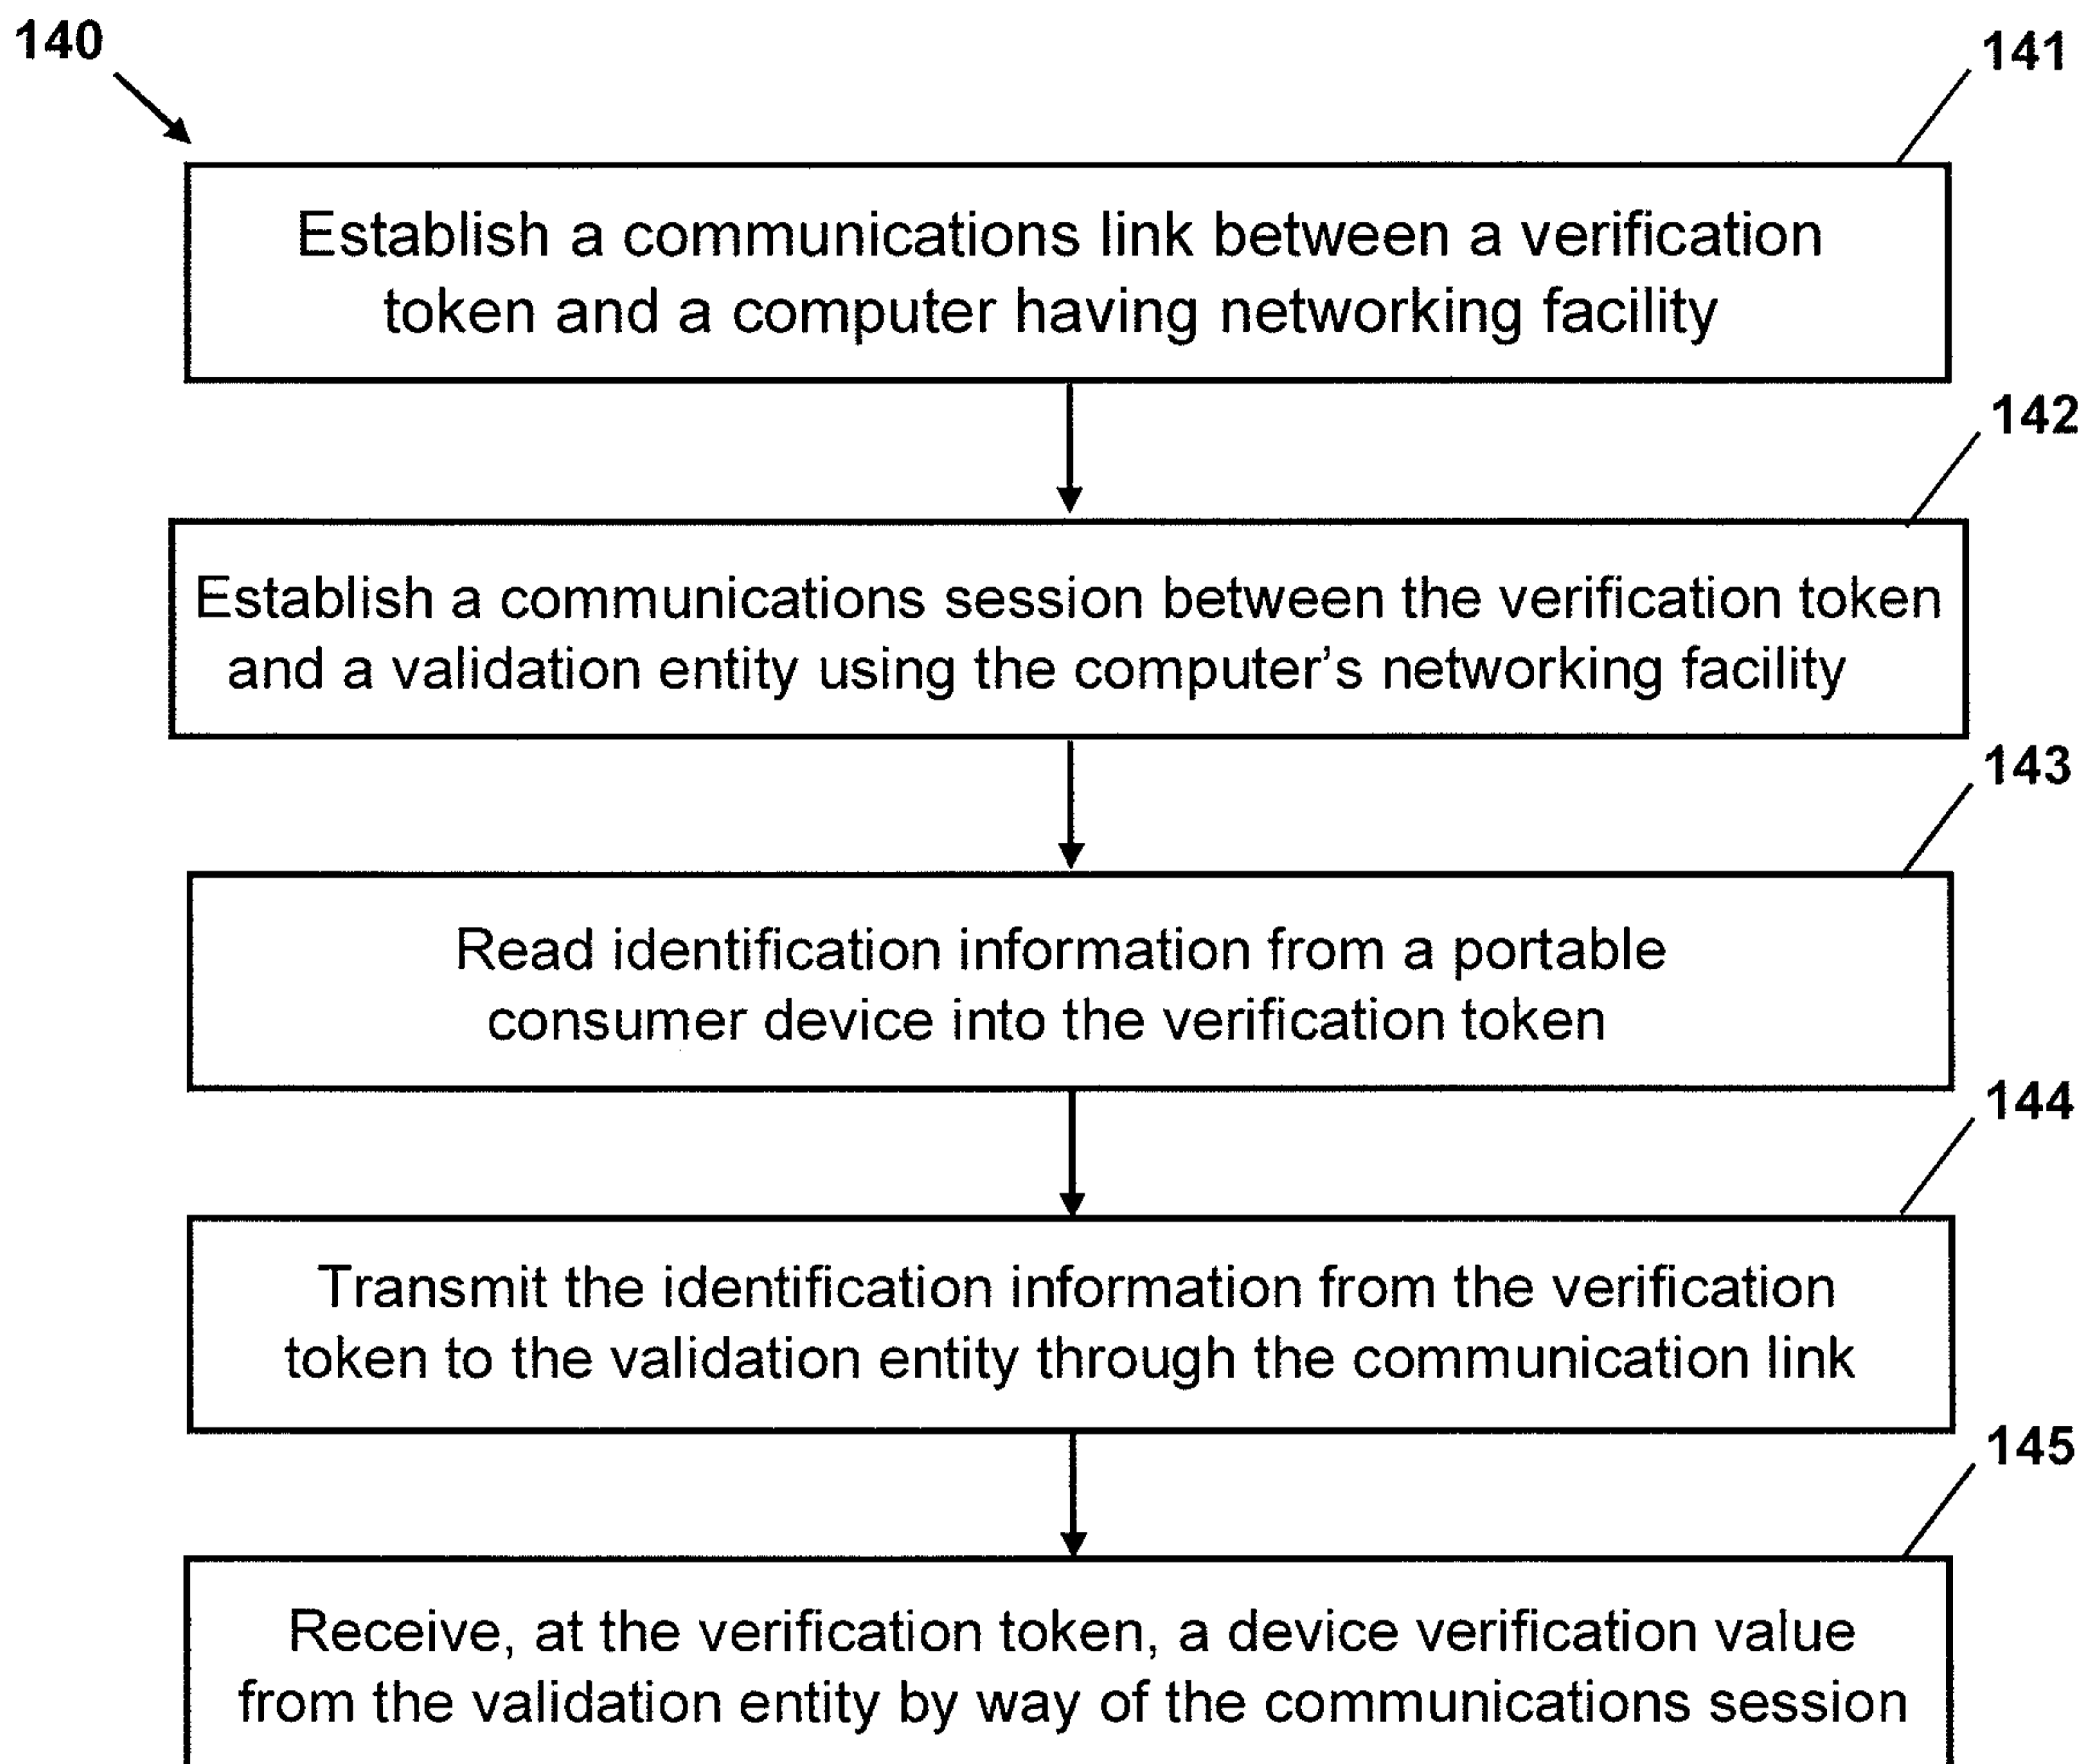 140
141
Establish a communications link between a verification
token and a computer having networking facility
142
Establish a communications session between the verification token
and a validation entity using the computer's networking facility
143
Read identification information from a portable
consumer device into the verification token
144
Transmit the identification information from the verification
token to the validation entity through the communication link
145
Receive, at the verification token, a device verification value
from the validation entity by way of the communications session